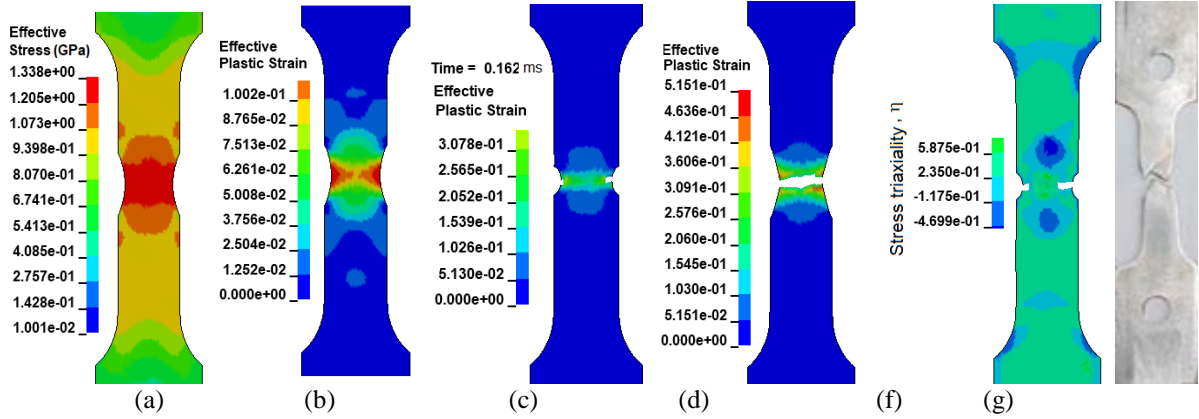 Effective
Stress (GPa)
1.338e+00
1.205e+00
1.073e+00
9.398e-01
8.070e-01
6.741e-01
5.413e-01
4.085e-01
2.757e-01
1.428e-01
1.001e-02
Effective
Plastic Strain
1.002e-01
8.765e-02
7.513e-02
6.261e-02
5.008e-02
3.756e-02
2.504e-02
1.252e-02
0.000e+00
Time = 0.162 ms
Effective
Plastic Strain
3.078e-01
2.565e-01
2.052e-01
1.539e-01
1.026e-01
5.130e-02
0.000e+00
Effective
Plastic Strain
5.151e-01
4.636e-01
4.121e-01
3.606e-01
3.091e-01
2.576e-01
2.060e-01
1.545e-01
1.030e-01
5.151e-02
0.000e+00
Stress triaxiality , η
5.875e-01
2.350e-01
-1.175e-01
-4.699e-01
(a) (b) (c) (d) (f) (g)